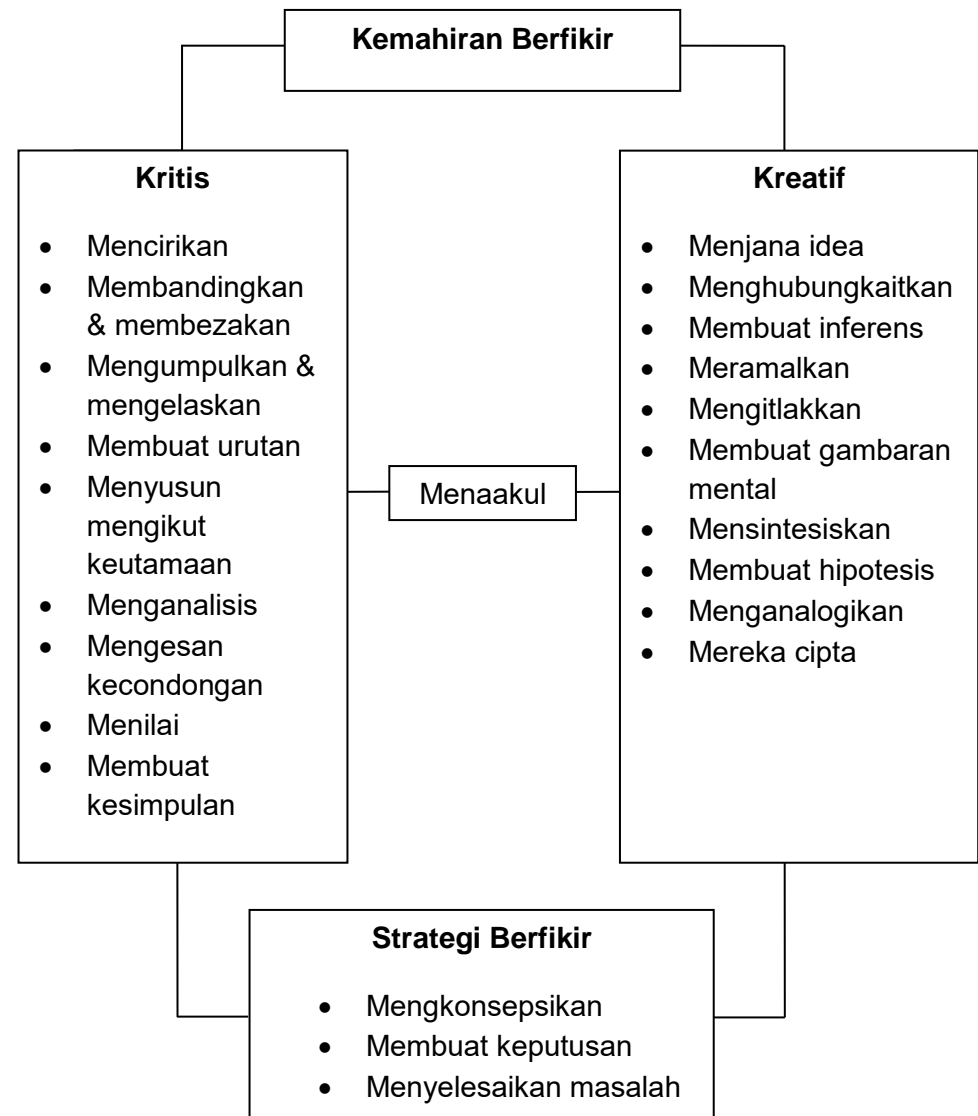 Kemahiran Berfikir
Kritis
Mencirikan
Membandingkan
& membezakan
Mengumpulkan &
mengelaskan
Membuat urutan
Menyusun
mengikut
keutamaan
Menganalisis
Mengesan
kecondongan
Menilai
Membuat
kesimpulan
Menaakul
Kreatif
Menjana idea
Menghubungkaitkan
Membuat inferens
Meramalkan
Mengitlakkan
Membuat gambaran
mental
Mensintesiskan
Membuat hipotesis
Menganalogikan
Mereka cipta
Strategi Berfikir
Mengkonsepsikan
Membuat keputusan
Menyelesaikan masalah